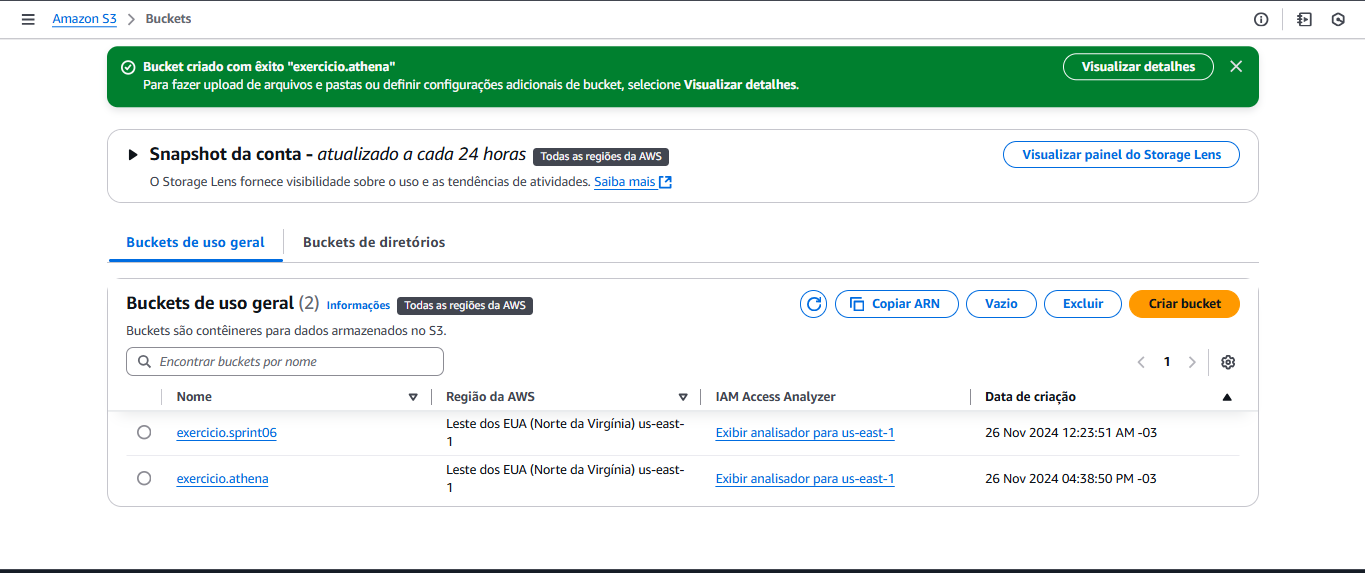 Amazon S3 > Buckets
Bucket criado com êxito "exercicio.athena"
Para fazer upload de arquivos e pastas ou definir configurações adicionais de bucket, selecione Visualizar detalhes.
Visualizar detalhes
Snapshot da conta - atualizado a cada 24 horas Todas as regiões da AWS
O Storage Lens fornece visibilidade sobre o uso e as tendências de atividades. Saiba mais
Visualizar painel do Storage Lens
Buckets de uso geral Buckets de diretórios
Buckets de uso geral (2) Informações Todas as regiões da AWS
Buckets são contêineres para dados armazenados no S3.
Copiar ARN Vazio Excluir Criar bucket
Encontrar buckets por nome
1
Nome Região da AWS IAM Access Analyzer Data de criação
exercicio.sprint06 Leste dos EUA (Norte da Virgínia) us-east-
1 Exibir analisador para us-east-1 26 Nov 2024 12:23:51 AM -03
exercicio.athena Leste dos EUA (Norte da Virgínia) us-east-
1 Exibir analisador para us-east-1 26 Nov 2024 04:38:50 PM -03